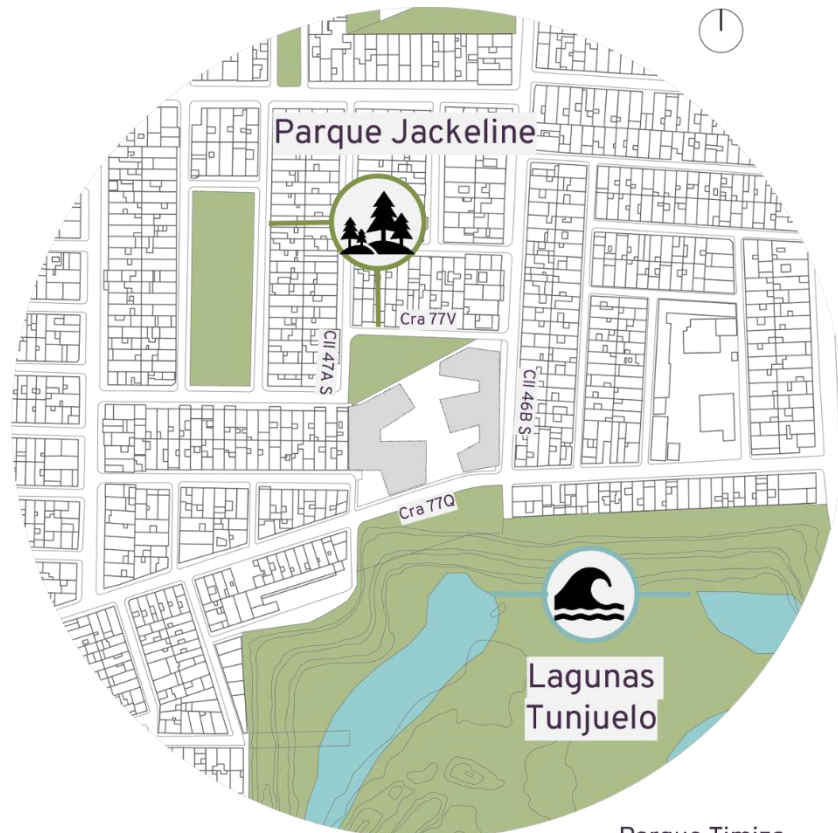 Parque Jackeline
Cra 77V
Cll 47A S
Cll 46B S
Cra 77Q
Lagunas
Tunjuelo
Parque Timiza